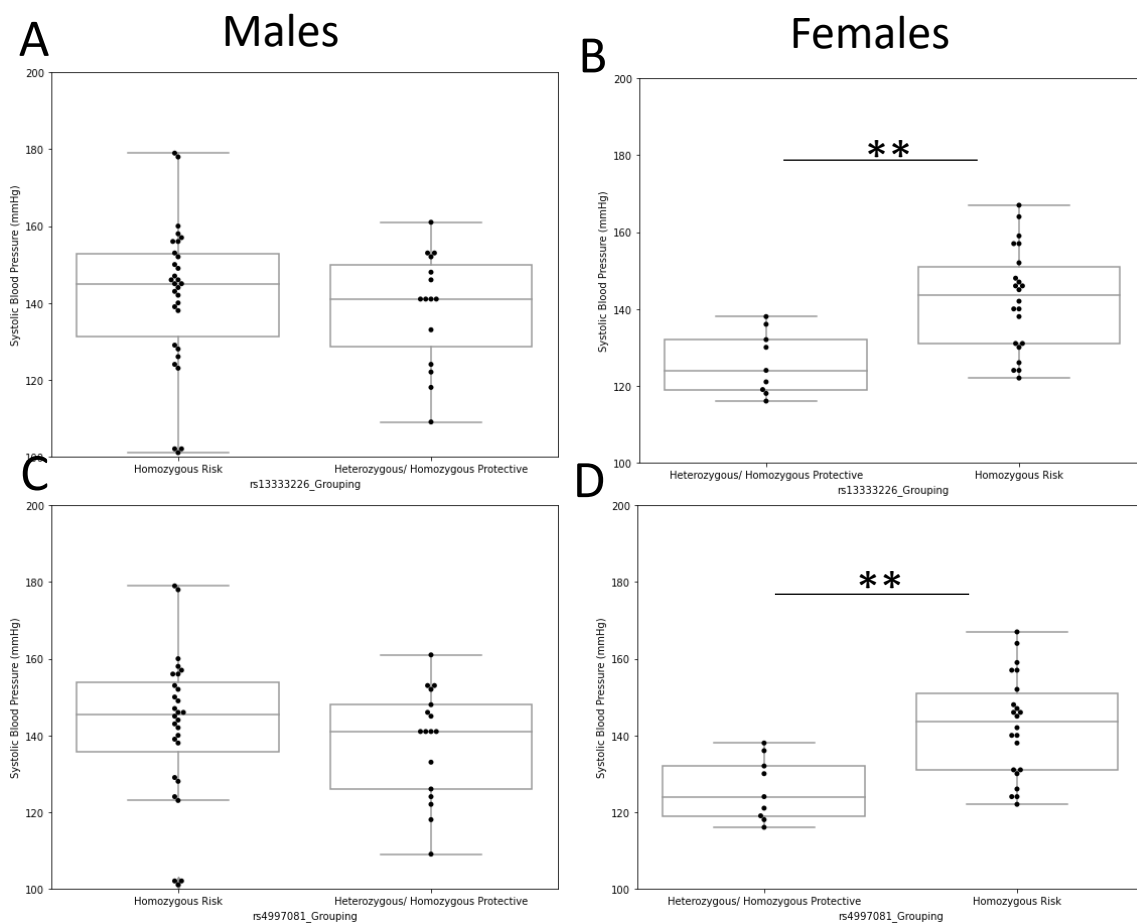 A
Males
B
Females
200
180
160
140
120
100
Systolic Blood Pressure (mmHg)
Homozygous Risk
Heterozygous/ Homozygous Protective
rs13333226_Grouping
200
180
160
140
120
100
Systolic Blood Pressure (mmHg)
**
Heterozygous/ Homozygous Protective
Homozygous Risk
rs13333226_Grouping
C
D
200
180
160
140
120
100
Systolic Blood Pressure (mmHg)
Homozygous Risk
Heterozygous/ Homozygous Protective
rs4997081_Grouping
200
180
160
140
120
100
Systolic Blood Pressure (mmHg)
**
Heterozygous/ Homozygous Protective
Homozygous Risk
rs4997081_Grouping